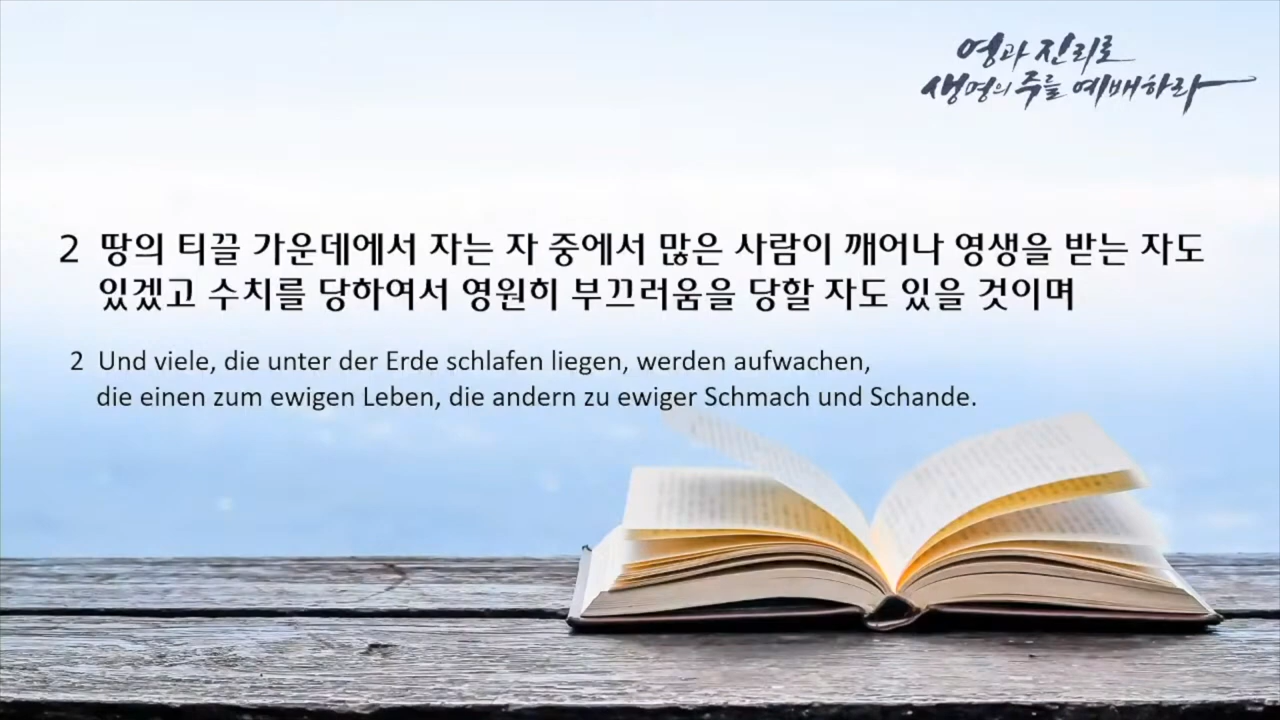 영과 진리로
생명의 주를 예배하라
2 땅의 티끌 가운데에서 자는 자 중에서 많은 사람이 깨어나 영생을 받는 자도
있겠고 수치를 당하여서 영원히 부끄러움을 당할 자도 있을 것이며
2 Und viele, die unter der Erde schlafen liegen, werden aufwachen,
die einen zum ewigen Leben, die andern zu ewiger Schmach und Schande.